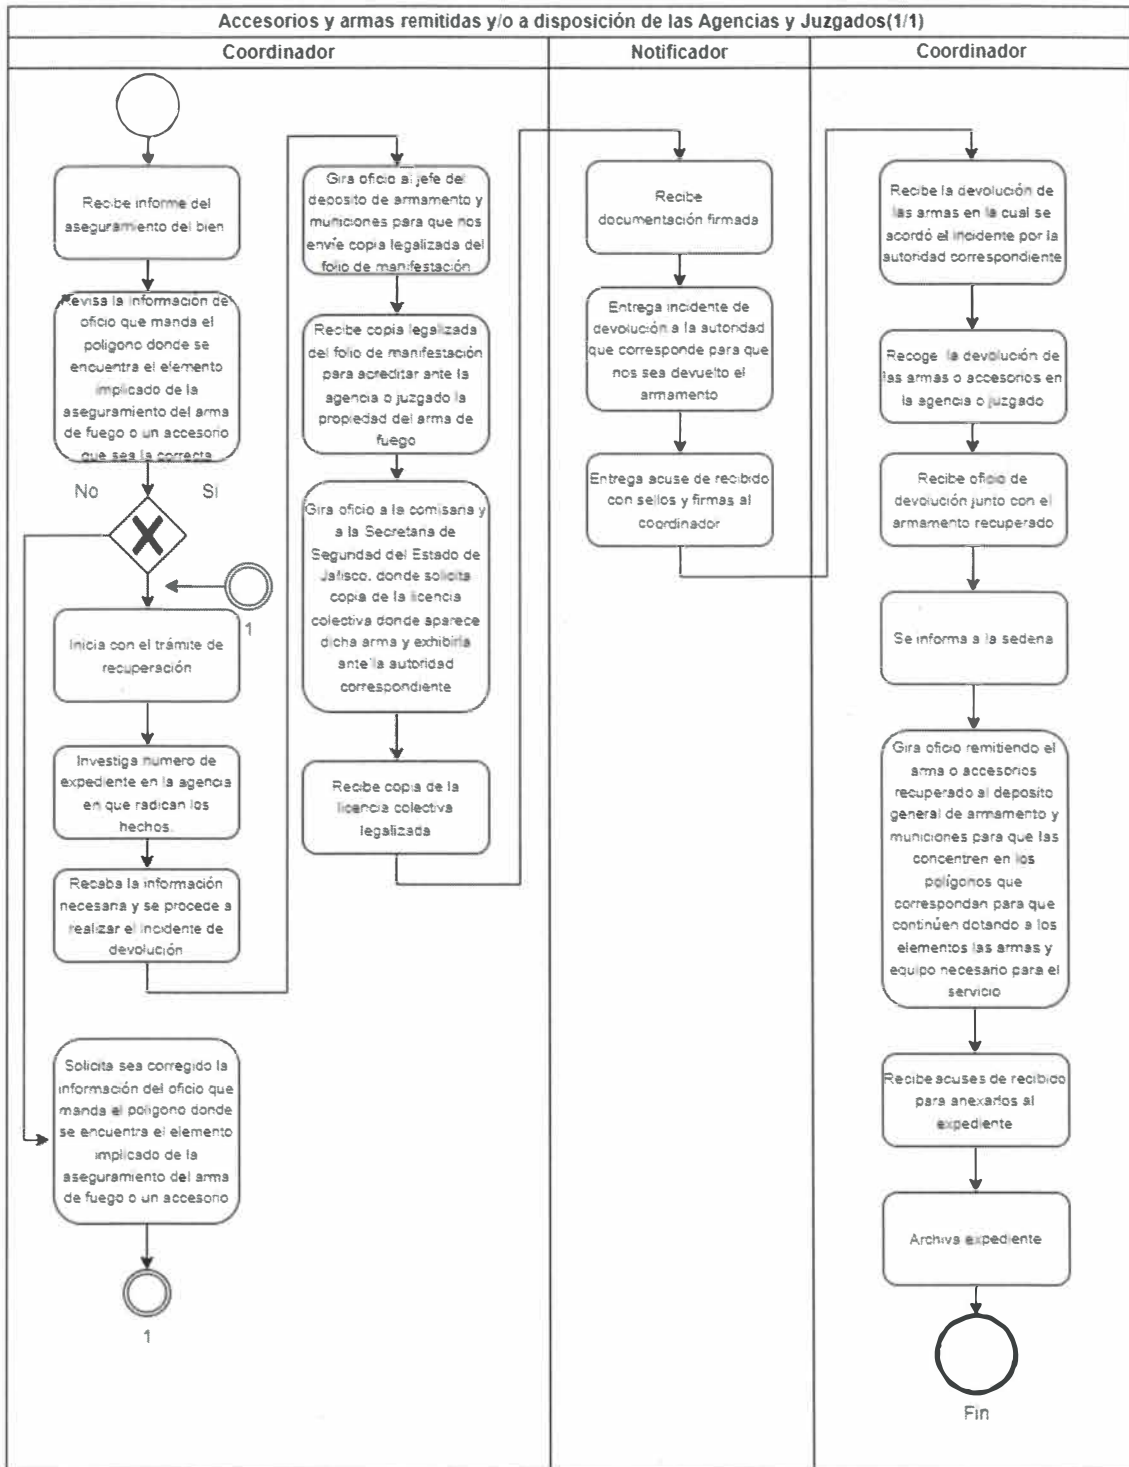 Accesorios y armas remitidas y/o a disposición de las Agencias y Juzgados(1/1)
Coordinador
Notificador
Coordinador
Recibe informe del
aseguramiento del bien
Revisa la información del
oficio que manda el
poligono donde se
encuentra el elemento
implicado de la
aseguramiento del arma
de fuego o un accesorio
que sea la correcta
No
Si
1
Inicia con el trámite de
recuperación
Investiga numero de
expediente en la agencia
en que radican los
hechos.
Recaba la información
necesaria y se procede a
realizar el incidente de
devolución
Solicita sea corregido la
información del oficio que
manda el poligono donde
se encuentra el elemento
implicado de la
aseguramiento del arma
de fuego o un accesorio
1
Gira oficio al jefe del
deposito de armamento y
municiones para que nos
envíe copia legalizada del
folio de manifestación
Recibe copia legalizada
del folio de manifestación
para acreditar ante la
agencia o juzgado la
propiedad del arma de
fuego
Gira oficio a la comisaria y
a la Secretaria de
Seguridad del Estado de
Jalisco, donde solicita
copia de la licencia
colectiva donde aparece
dicha arma y exhibirla
ante la autoridad
correspondiente
Recibe copia de la
licencia colectiva
legalizada
Recibe
documentación firmada
Entrega incidente de
devolución a la autoridad
que corresponde para que
nos sea devuelto el
armamento
Entrega acuse de recibido
con sellos y firmas al
coordinador
Recibe la devolución de
las armas en la cual se
acordó el incidente por la
autoridad correspondiente
Recoge la devolución de
las armas o accesorios en
la agencia o juzgado
Recibe oficio de
devolución junto con el
armamento recuperado
Se informa a la sedena
Gira oficio remitiendo el
arma o accesorios
recuperado al deposito
general de armamento y
municiones para que las
concentren en los
polígonos que
correspondan para que
continúen dotando a los
elementos las armas y
equipo necesario para el
servicio
Recibe acuses de recibido
para anexarlos al
expediente
Archiva expediente
Fin